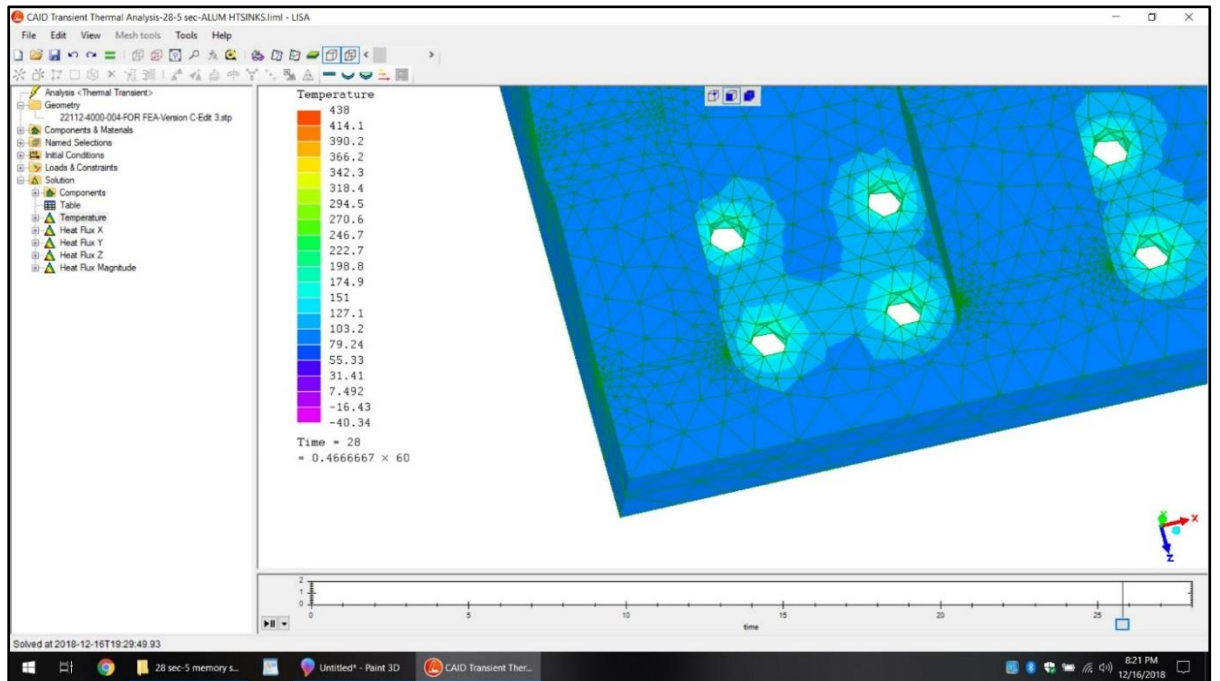 CAID Transient Thermal Analysis-28-5 sec-ALUM HTSINKS.liml - LISA
File Edit View Mesh tools Tools Help
Analysis <Thermal Transient>
Geometry
22112-4000-004-FOR FEA-Version C-Edit 3.stp
Components & Materials
Named Selections
Initial Conditions
Loads & Constraints
Solution
Components
Table
Temperature
Heat Flux X
Heat Flux Y
Heat Flux Z
Heat Flux Magnitude
Temperature
438
414.1
390.2
366.2
342.3
318.4
294.5
270.6
246.7
222.7
198.8
174.9
151
127.1
103.2
79.24
55.33
31.41
7.492
-16.43
-40.34
Time = 28
= 0.4666667 × 60
Y
X
Z
2
1
0
0 5 10 15 20 25
time
Solved at 2018-12-16T19:29:49.93
28 sec-5 memory s...
Untitled* - Paint 3D
CAID Transient Ther...
8:21 PM
12/16/2018